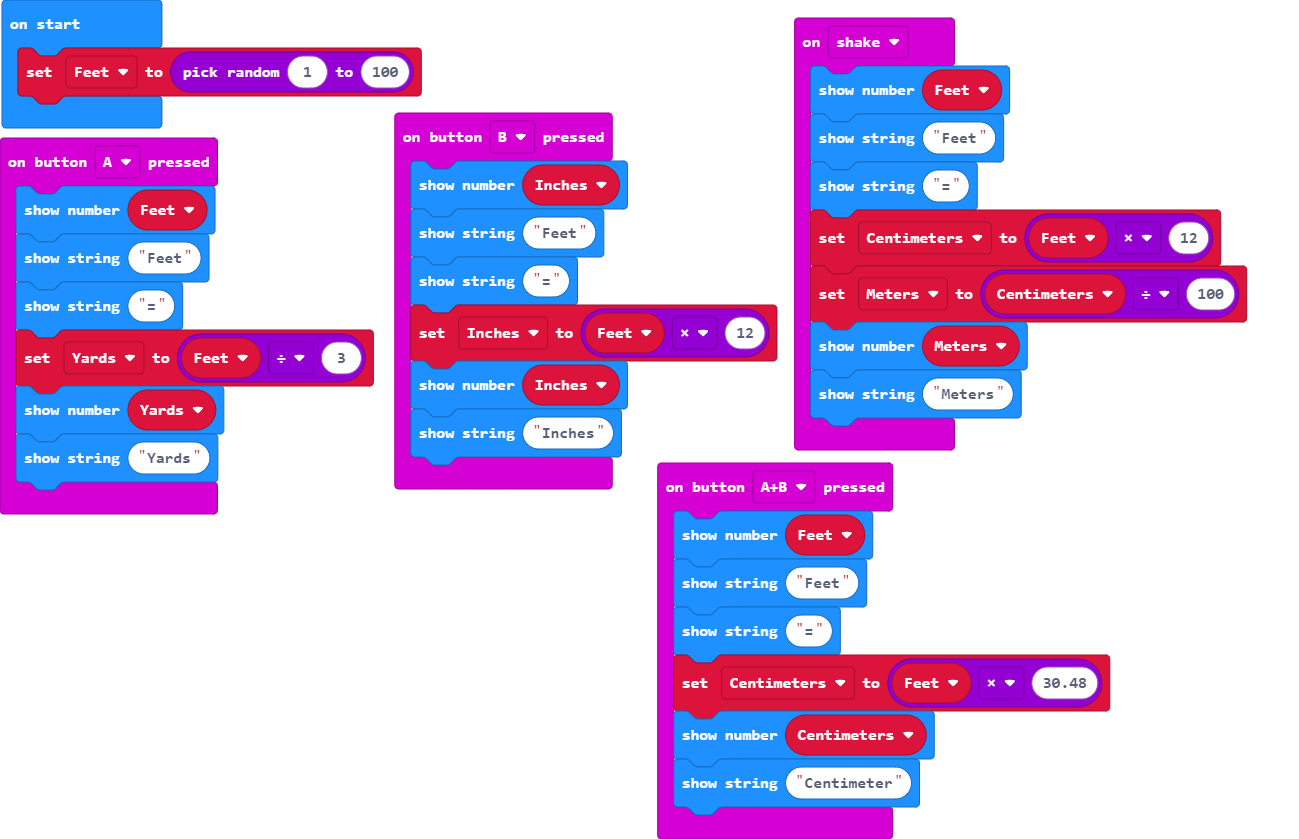 on start
set Feet to pick random 1 to 100
on button A pressed
show number Feet
show string "Feet"
show string "="
set Yards to Feet ÷ 3
show number Yards
show string "Yards"
on button B pressed
show number Inches
show string "Feet"
show string "="
set Inches to Feet × 12
show number Inches
show string "Inches"
on shake
show number Feet
show string "Feet"
show string "="
set Centimeters to Feet × 12
set Meters to Centimeters ÷ 100
show number Meters
show string "Meters"
on button A+B pressed
show number Feet
show string "Feet"
show string "="
set Centimeters to Feet × 30.48
show number Centimeters
show string "Centimeter"